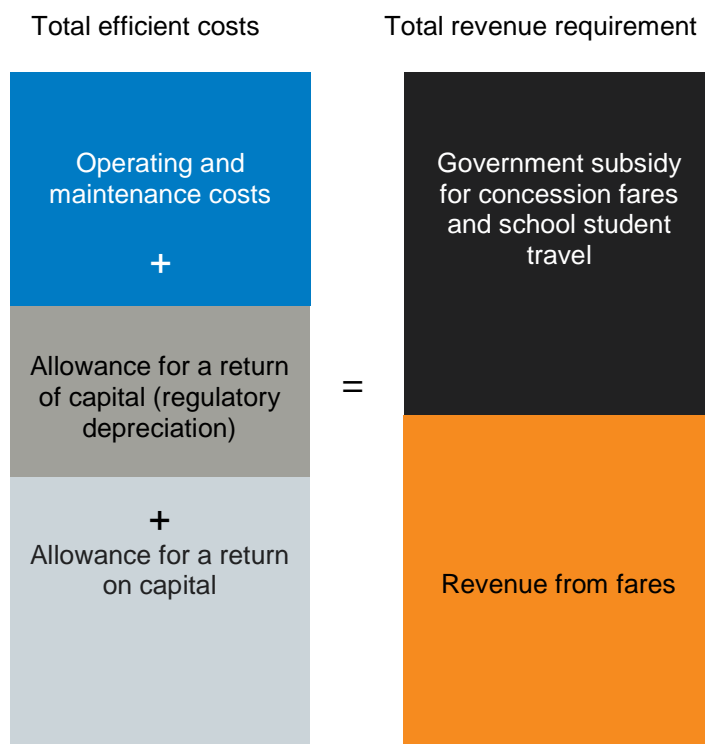 Total efficient costs
Operating and
maintenance costs
+
Allowance for a return
of capital (regulatory
depreciation)
+
Allowance for a return
on capital
=
Total revenue requirement
Government subsidy
for concession fares
and school student
travel
Revenue from fares